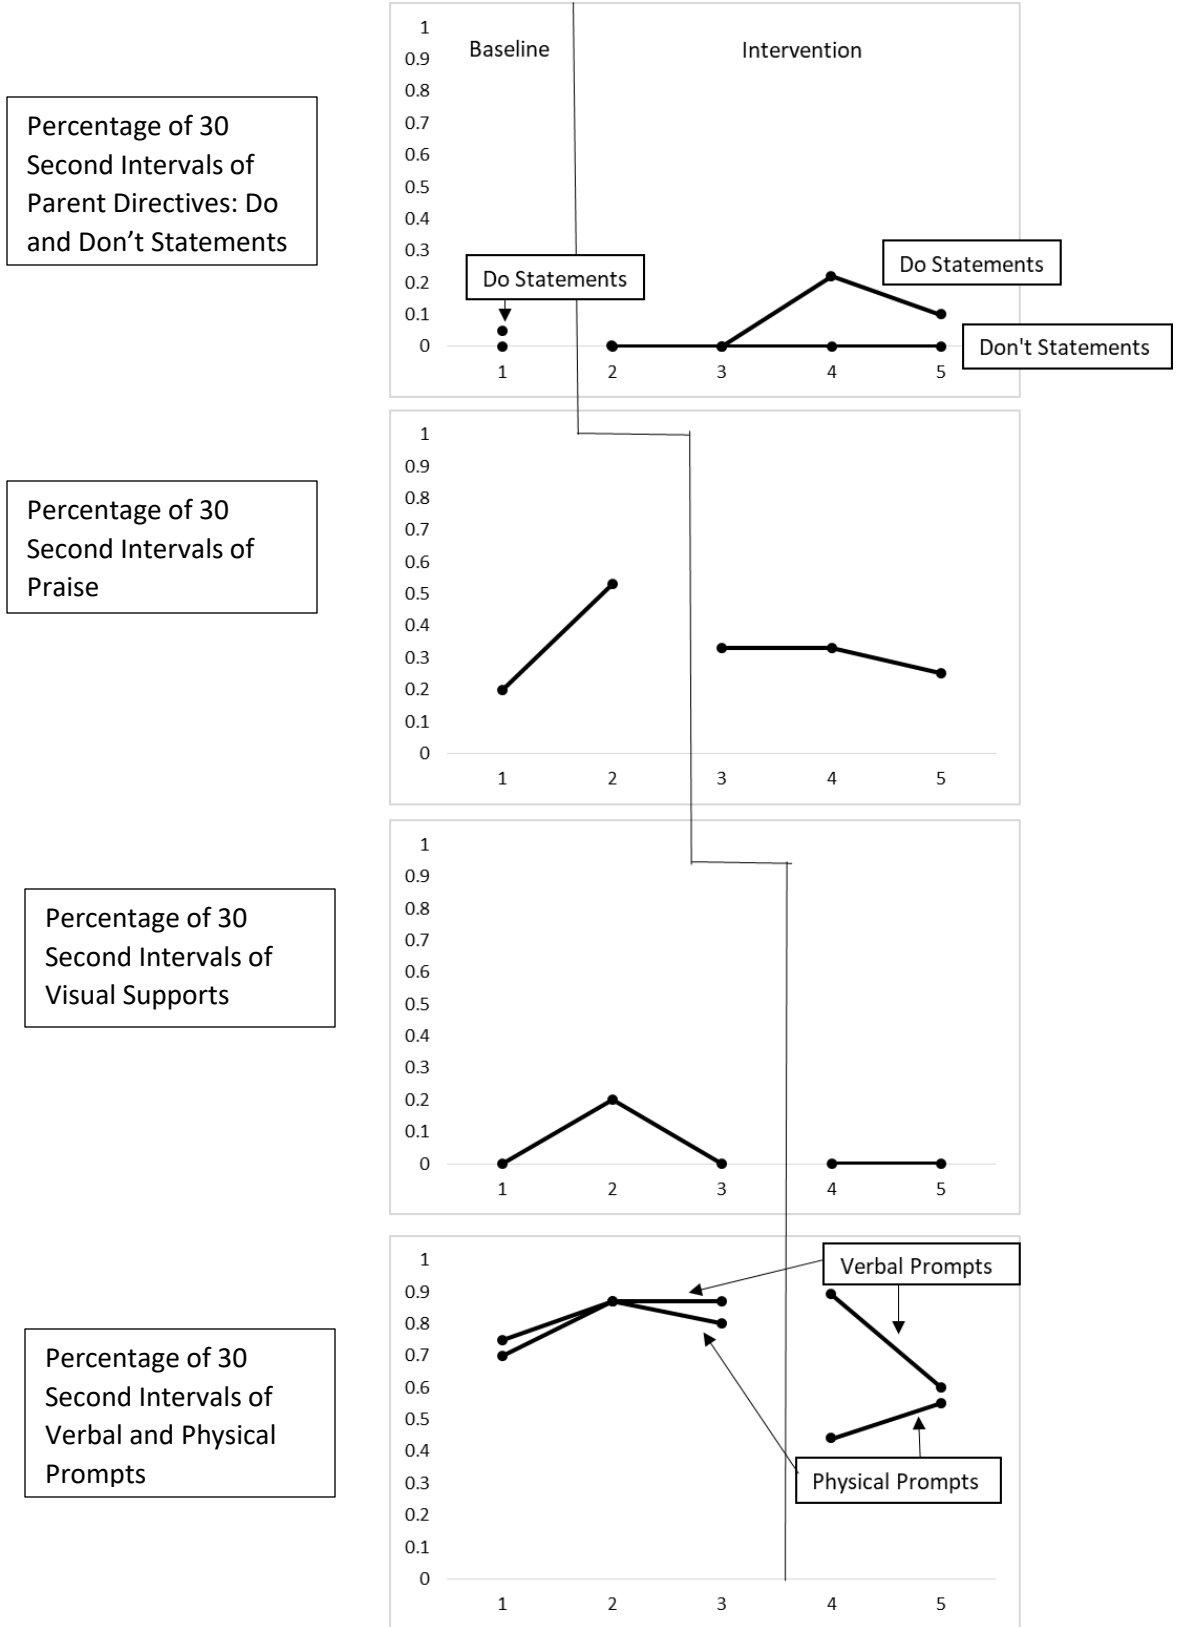 Percentage of 30
Second Intervals of
Parent Directives: Do
and Don’t Statements
Baseline
Intervention
1
0.9
0.8
0.7
0.6
0.5
0.4
0.3
0.2
0.1
0
Do Statements
Do Statements
Don't Statements
1 2 3 4 5
Percentage of 30
Second Intervals of
Praise
1
0.9
0.8
0.7
0.6
0.5
0.4
0.3
0.2
0.1
0
1 2 3 4 5
Percentage of 30
Second Intervals of
Visual Supports
1
0.9
0.8
0.7
0.6
0.5
0.4
0.3
0.2
0.1
0
1 2 3 4 5
Percentage of 30
Second Intervals of
Verbal and Physical
Prompts
1
0.9
0.8
0.7
0.6
0.5
0.4
0.3
0.2
0.1
0
Verbal Prompts
Physical Prompts
1 2 3 4 5